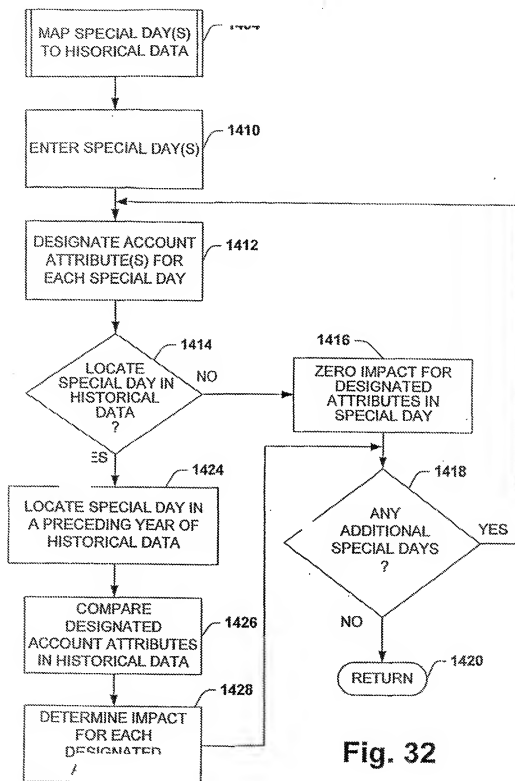 MAP SPECIAL DAY(S)
TO HISORICAL DATA
1410
ENTER SPECIAL DAY(S)
1412
DESIGNATE ACCOUNT
ATTRIBUTE(S) FOR
EACH SPECIAL DAY
1414
LOCATE
SPECIAL DAY IN
HISTORICAL
DATA
?
NO
1416
ZERO IMPACT FOR
DESIGNATED
ATTRIBUTES IN
SPECIAL DAY
1418
ANY
ADDITIONAL
SPECIAL DAYS
?
YES
NO
1420
RETURN
ES
1424
LOCATE SPECIAL DAY IN
A PRECEDING YEAR OF
HISTORICAL DATA
1426
COMPARE
DESIGNATED
ACCOUNT ATTRIBUTES
IN HISTORICAL DATA
1428
DETERMINE IMPACT
FOR EACH
DESIGNATED
Fig. 32